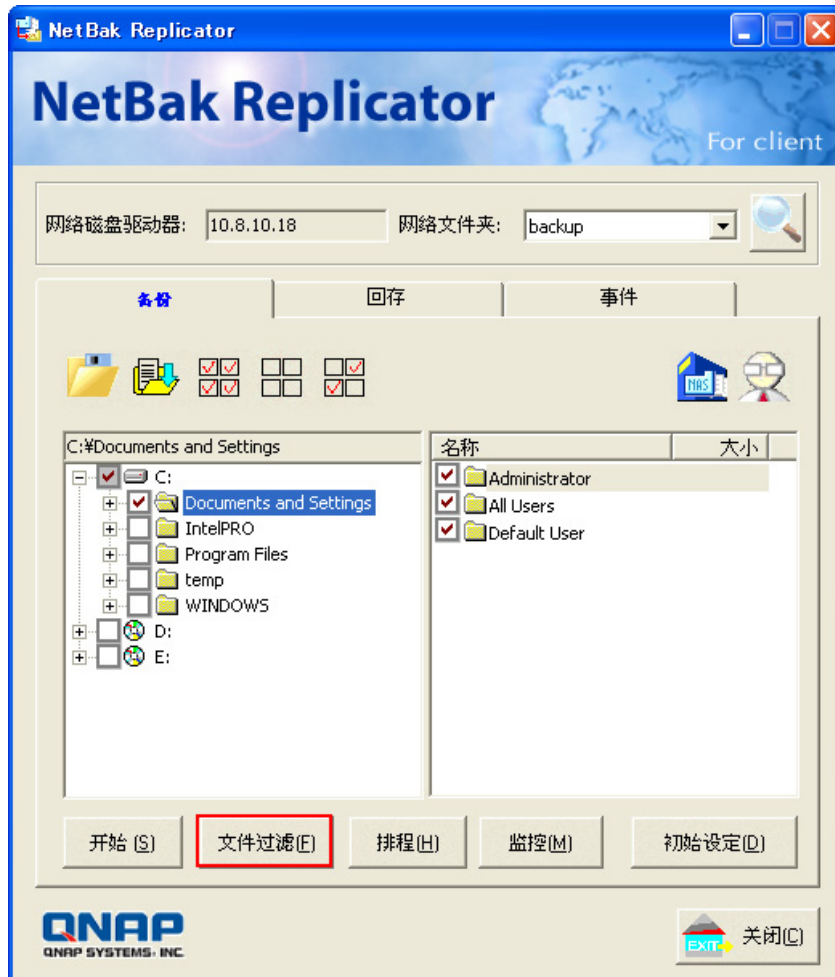 NetBak Replicator
NetBak Replicator
For client
网络磁盘驱动器: 10.8.10.18 网络文件夹: backup
备份 回存 事件
NAS
C:¥Documents and Settings
名称 大小
C:
Documents and Settings
IntelPRO
Program Files
temp
WINDOWS
D:
E:
Administrator
All Users
Default User
开始 (S) 文件过滤(F) 排程(H) 监控(M) 初始设定(D)
QNAP
QNAP SYSTEMS, INC
EXIT 关闭(C)